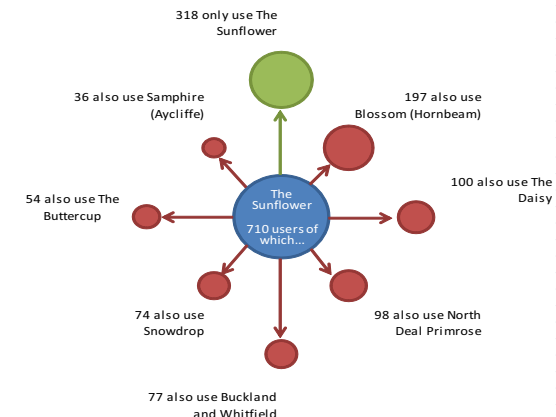 318 only use The
Sunflower
36 also use Samphire
(Aycliffe)
197 also use
Blossom (Hornbeam)
The
Sunflower
710 users of
which...
100 also use The
Daisy
54 also use The
Buttercup
74 also use
Snowdrop
98 also use North
Deal Primrose
77 also use Buckland
and Whitfield